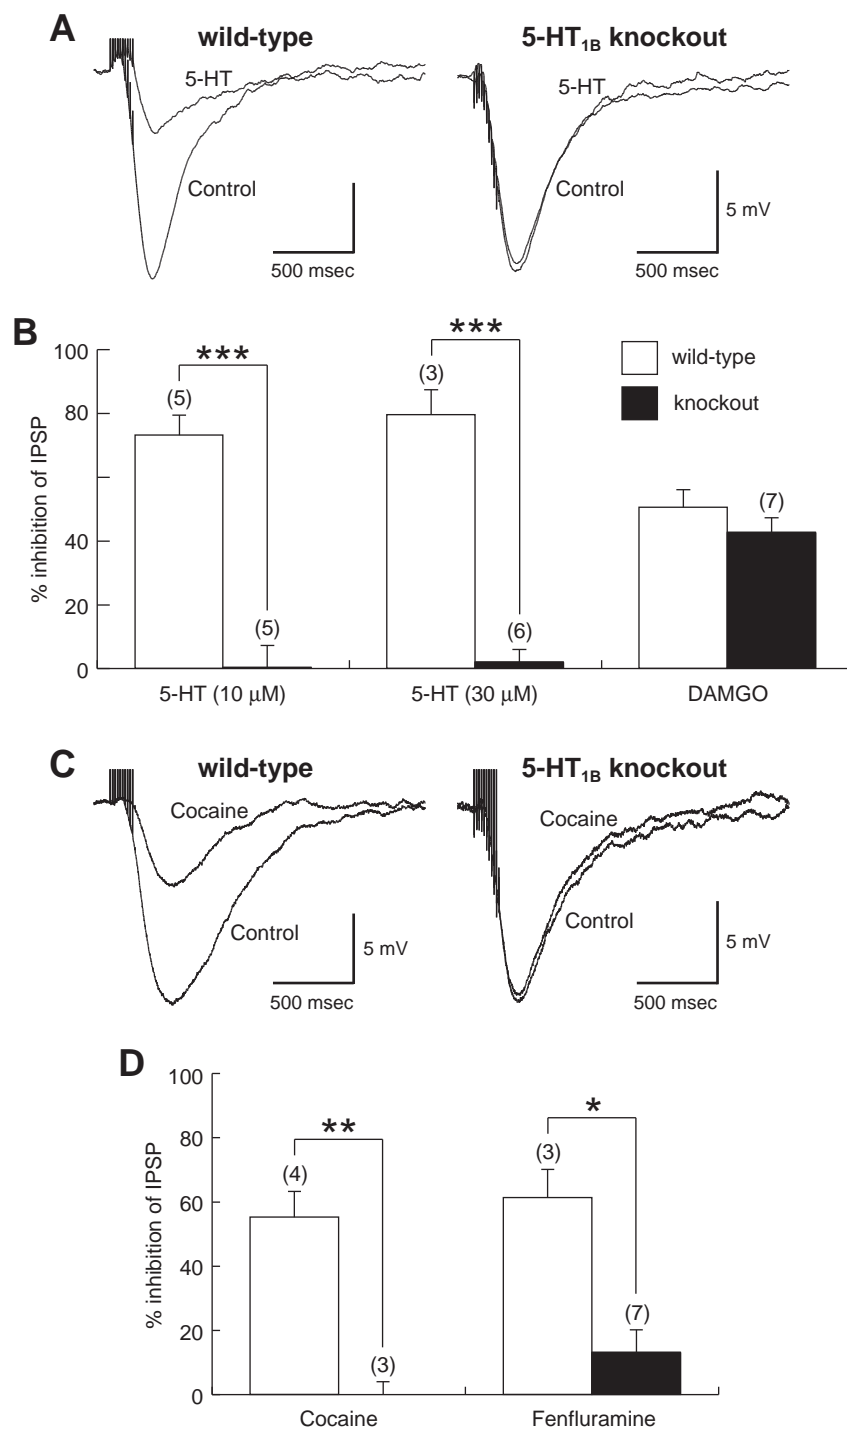 A
wild-type
5-HT1B knockout
5-HT
5-HT
Control
Control
5 mV
500 msec
500 msec
B
% inhibition of IPSP
100
80
40
20
0
***
***
(5)
(5)
(3)
(6)
(7)
wild-type
knockout
5-HT (10 μM)
5-HT (30 μM)
DAMGO
C
wild-type
5-HT1B knockout
Cocaine
Cocaine
Control
Control
5 mV
5 mV
500 msec
500 msec
D
% inhibition of IPSP
100
80
60
40
20
0
**
*
(4)
(3)
(3)
(7)
Cocaine
Fenfluramine